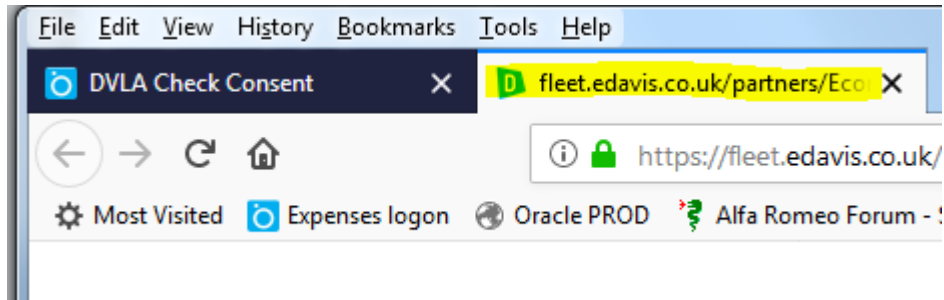 File Edit View History Bookmarks Tools Help
DVLA Check Consent fleet.edavis.co.uk/partners/Eco
https://fleet.edavis.co.uk/
Most Visited Expenses logon Oracle PROD Alfa Romeo Forum -